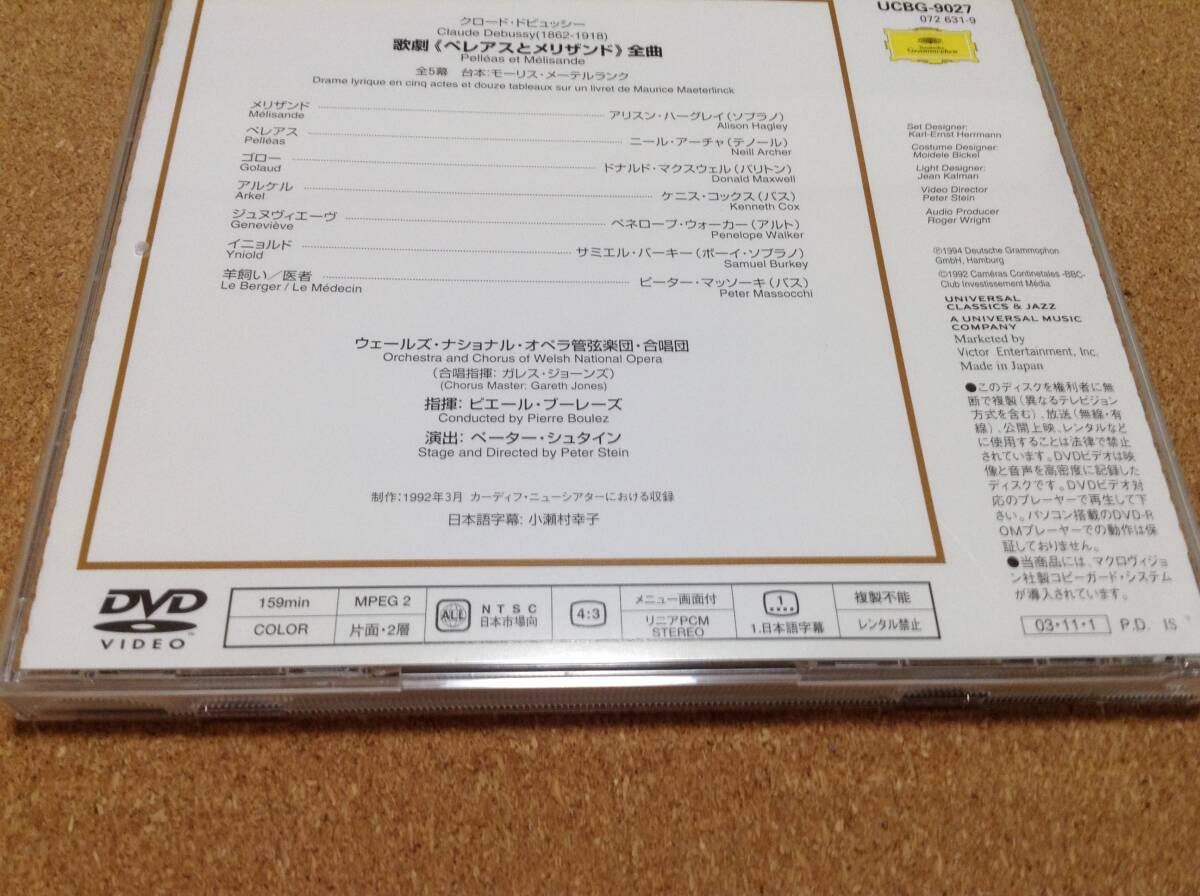 クロード・ドビュッシー
Claude Debussy(1862-1918)
歌劇《ペレアスとメリザンド》全曲
Pelléas et Mélisande
全5幕 台本:モーリス・メーテルランク
Drame lyrique en cinq actes et douze tableaux sur un livret de Maurice Maeterlinck
メリザンド アリスン・ハーグレイ(ソプラノ)
Mélisande Alison Hagley
ペレアス ニール・アーチャ(テノール)
Pelléas Neill Archer
ゴロー ドナルド・マクスウェル(バリトン)
Golaud Donald Maxwell
アルケル ケニス・コックス(バス)
Arkel Kenneth Cox
ジュヌヴィエーヴ ペネロープ・ウォーカー(アルト)
Geneviève Penelope Walker
イニョルド サミエル・バーキー(ボーイ・ソプラノ)
Yniold Samuel Burkey
羊飼い/医者 ピーター・マッソーキ(バス)
Le Berger / Le Médecin Peter Massocchi
ウェールズ・ナショナル・オペラ管弦楽団・合唱団
Orchestra and Chorus of Welsh National Opera
(合唱指揮: ガレス・ジョーンズ)
(Chorus Master: Gareth Jones)
指揮: ピエール・ブーレーズ
Conducted by Pierre Boulez
演出: ペーター・シュタイン
Stage and Directed by Peter Stein
制作:1992年3月 カーディフ・ニューシアターにおける収録
日本語字幕: 小瀬村幸子
UCBG-9027
072 631-9
Deutsche
Grammophon
Set Designer:
Karl-Ernst Herrmann
Costume Designer:
Moidele Bickel
Light Designer:
Jean Kalman
Video Director
Peter Stein
Audio Producer
Roger Wright
℗1994 Deutsche Grammophon
GmbH, Hamburg
©1992 Caméras Continetales -BBC-
Club Investissement Média
UNIVERSAL
CLASSICS & JAZZ
A UNIVERSAL MUSIC
COMPANY
Marketed by
Victor Entertainment, Inc.
Made in Japan
●このディスクを権利者に無
断で複製(異なるテレビジョン
方式を含む)、放送(無線・有
線)、公開上映、レンタルなど
に使用することは法律で禁止
されています。DVDビデオは映
像と音声を高密度に記録した
ディスクです。DVDビデオ対
応のプレーヤーで再生して下
さい。パソコン搭載のDVD-R
OMプレーヤーでの動作は保
証しておりません。
●当商品には、マクロヴィジョ
ン社製コピーガード・システム
が導入されています。
03・11・1 P.D. IS
DVD
VIDEO
159min MPEG 2
COLOR 片面・2層
ALL
NTSC
日本市場向
4:3
メニュー画面付
リニアPCM
STEREO
1
1.日本語字幕
複製不能
レンタル禁止